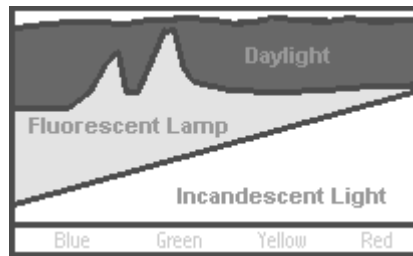 Daylight
Fluorescent Lamp
Incandescent Light
Blue Green Yellow Red